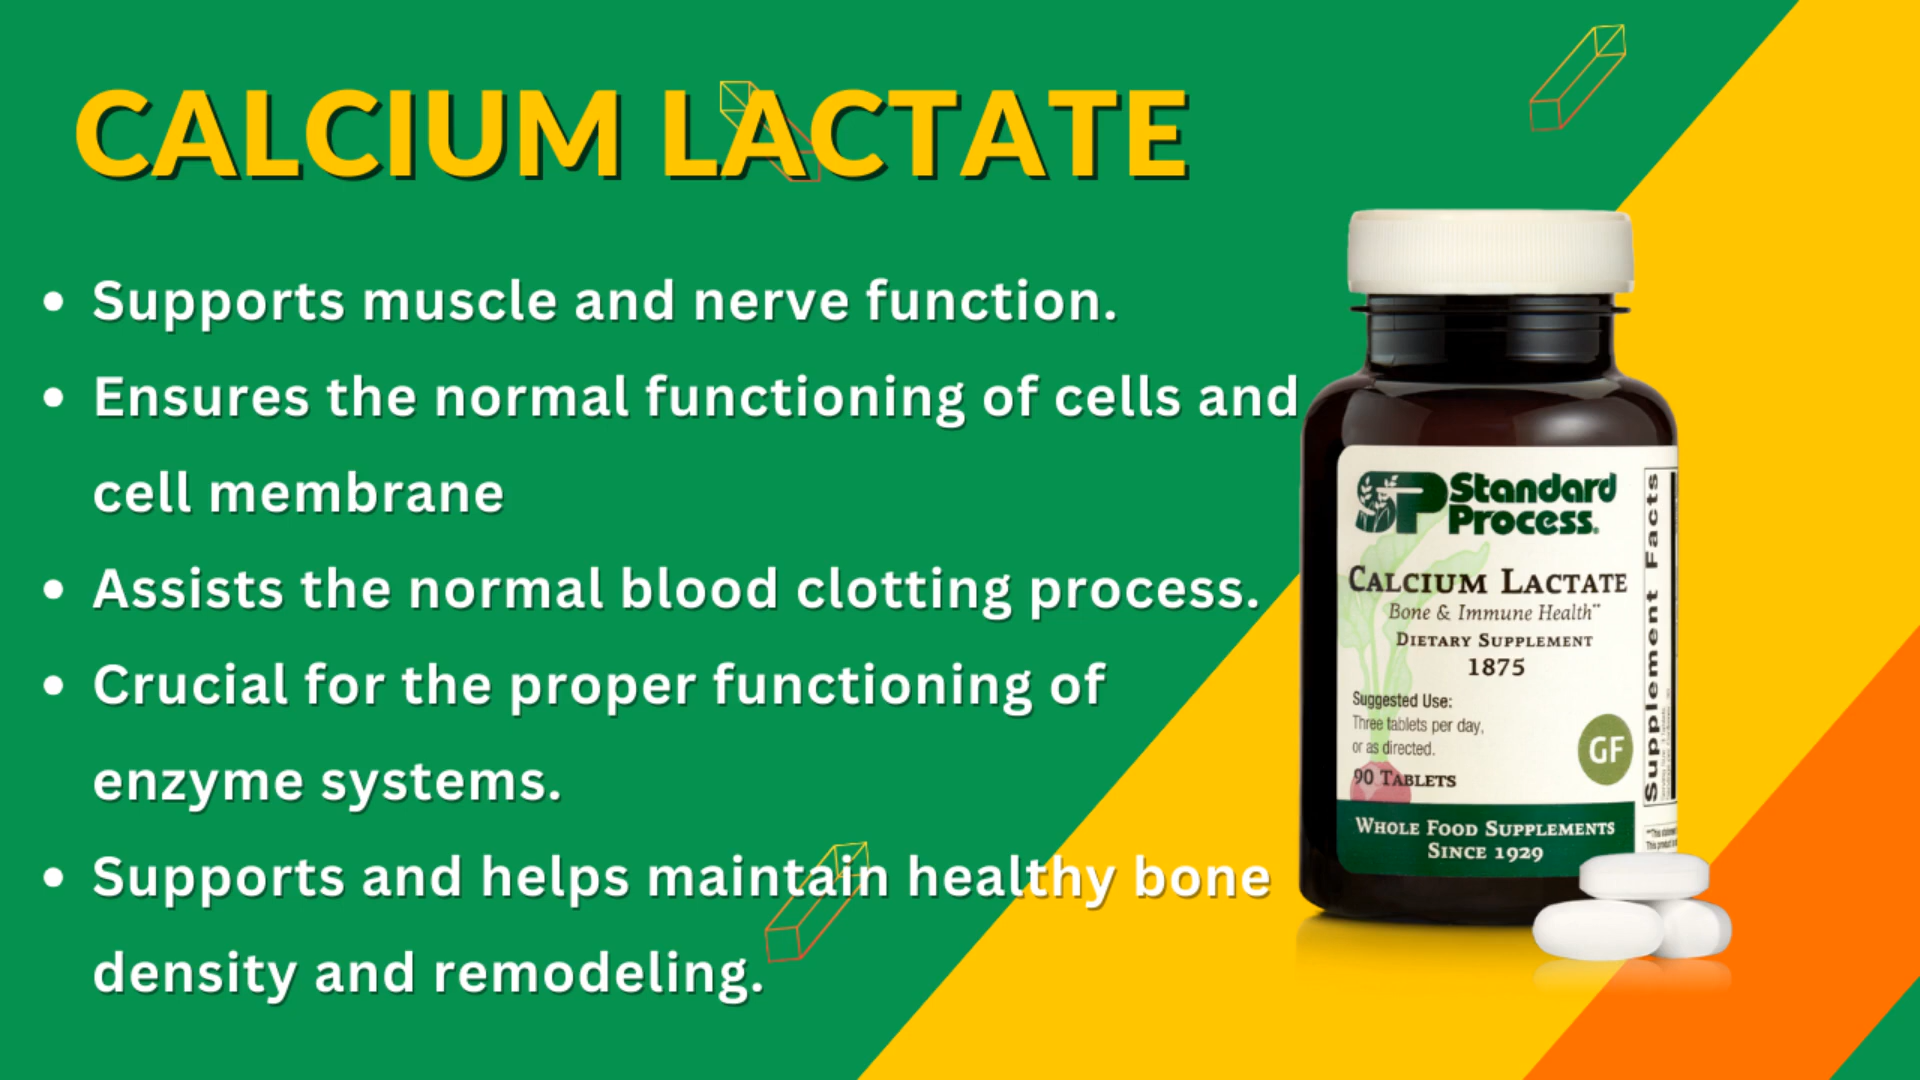 CALCIUM LACTATE
• Supports muscle and nerve function.
• Ensures the normal functioning of cells and
cell membrane
• Assists the normal blood clotting process.
• Crucial for the proper functioning of
enzyme systems.
• Supports and helps maintain healthy bone
density and remodeling.
SP Standard
Process.
CALCIUM LACTATE
Bone & Immune Health**
DIETARY SUPPLEMENT
1875
Suggested Use:
Three tablets per day,
or as directed.
90 TABLETS
GF
WHOLE FOOD SUPPLEMENTS
SINCE 1929
Supplement Facts